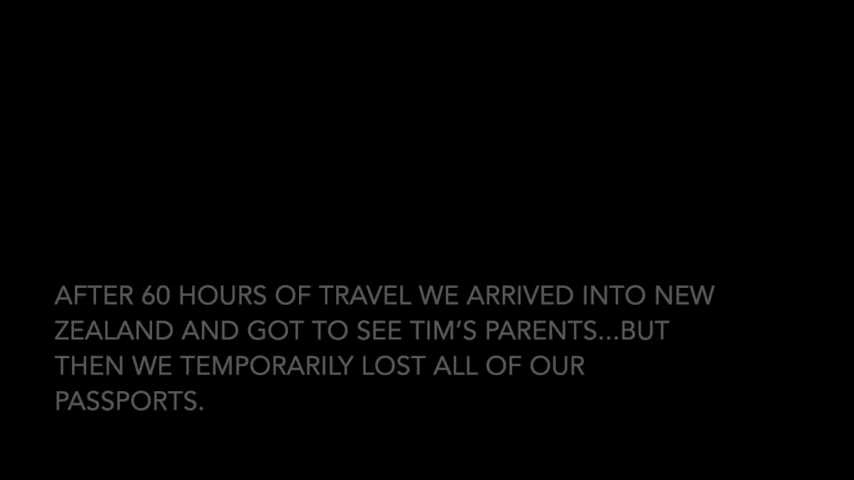 AFTER 60 HOURS OF TRAVEL WE ARRIVED INTO NEW
ZEALAND AND GOT TO SEE TIM’S PARENTS...BUT
THEN WE TEMPORARILY LOST ALL OF OUR
PASSPORTS.